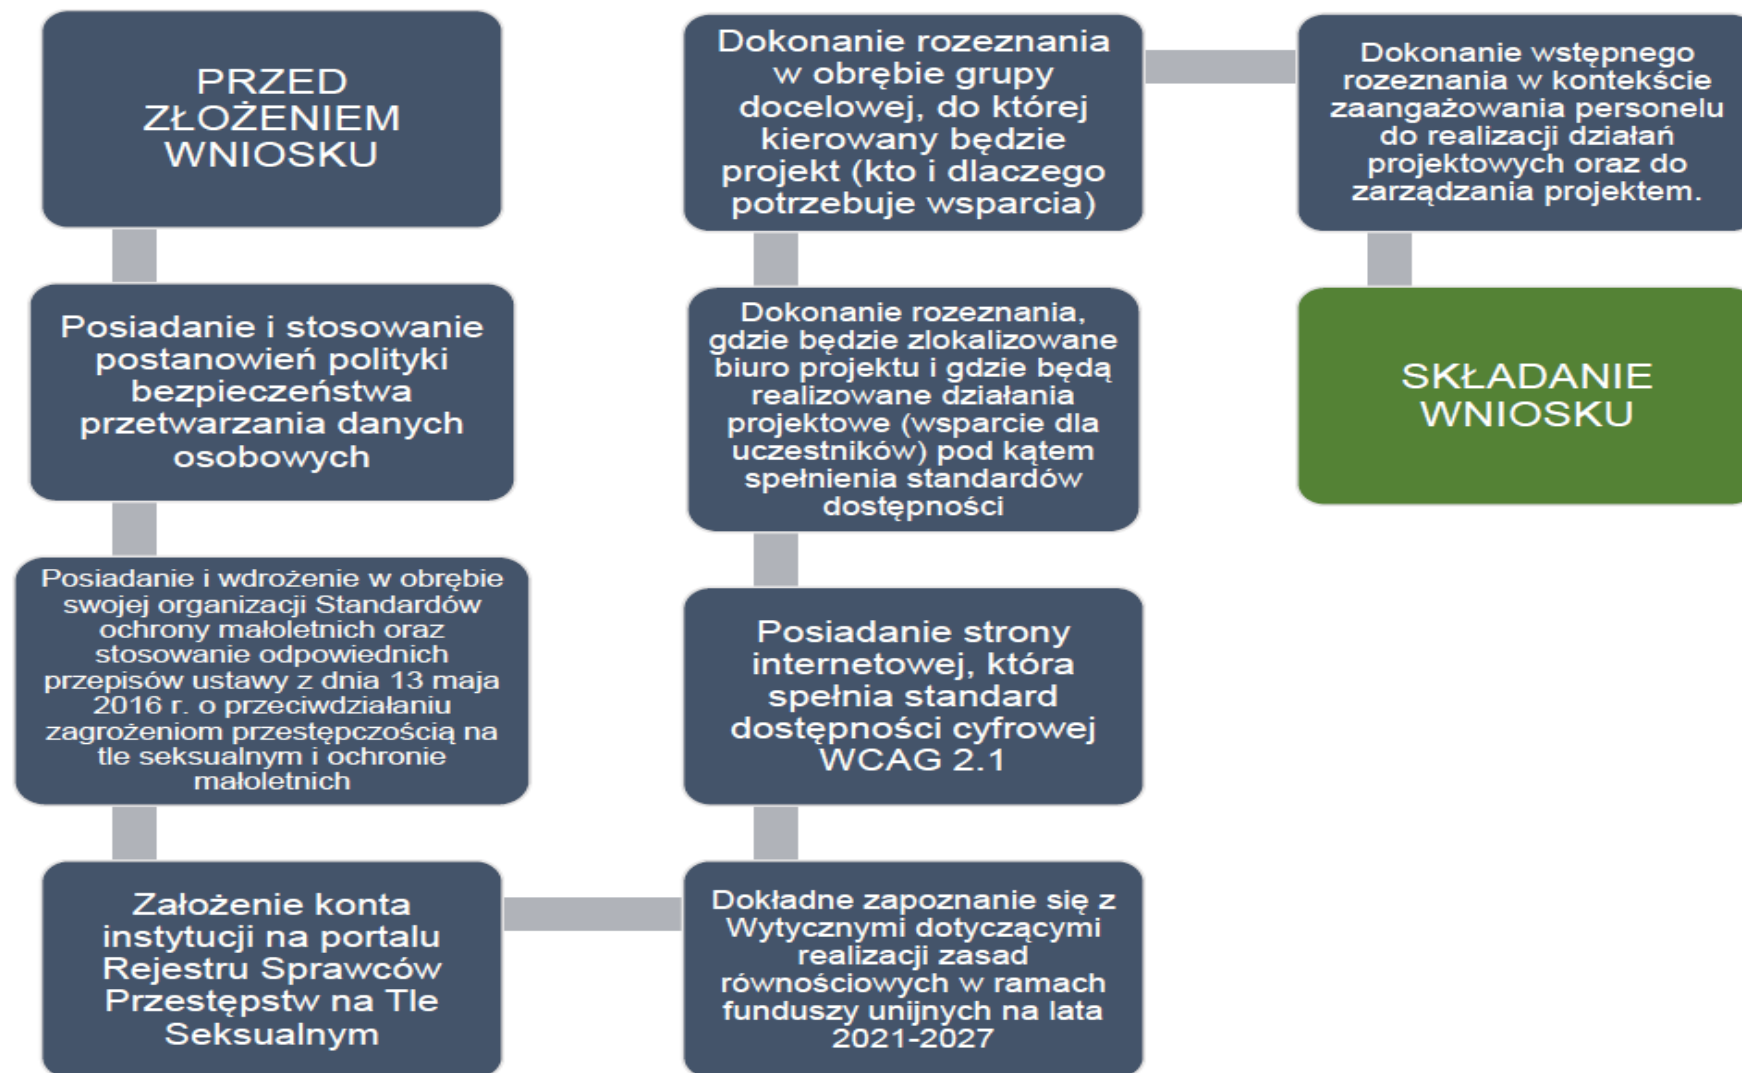 PRZED
ZŁOŻENIEM
WNIOSKU
Posiadanie i stosowanie
postanowień polityki
bezpieczeństwa
przetwarzania danych
osobowych
Posiadanie i wdrożenie w obrębie
swojej organizacji Standardów
ochrony małoletnich oraz
stosowanie odpowiednich
przepisów ustawy z dnia 13 maja
2016 r. o przeciwdziałaniu
zagrożeniom przestępczością na
tle seksualnym i ochronie
małoletnich
Założenie konta
instytucji na portalu
Rejestru Sprawców
Przestępstw na Tle
Seksualnym
Dokładne zapoznanie się z
Wytycznymi dotyczącymi
realizacji zasad
równościowych w ramach
funduszy unijnych na lata
2021-2027
Posiadanie strony
internetowej, która
spełnia standard
dostępności cyfrowej
WCAG 2.1
Dokonanie rozeznania,
gdzie będzie zlokalizowane
biuro projektu i gdzie będą
realizowane działania
projektowe (wsparcie dla
uczestników) pod kątem
spełnienia standardów
dostępności
Dokonanie rozeznania
w obrębie grupy
docelowej, do której
kierowany będzie
projekt (kto i dlaczego
potrzebuje wsparcia)
Dokonanie wstępnego
rozeznania w kontekście
zaangażowania personelu
do realizacji działań
projektowych oraz do
zarządzania projektem.
SKŁADANIE
WNIOSKU